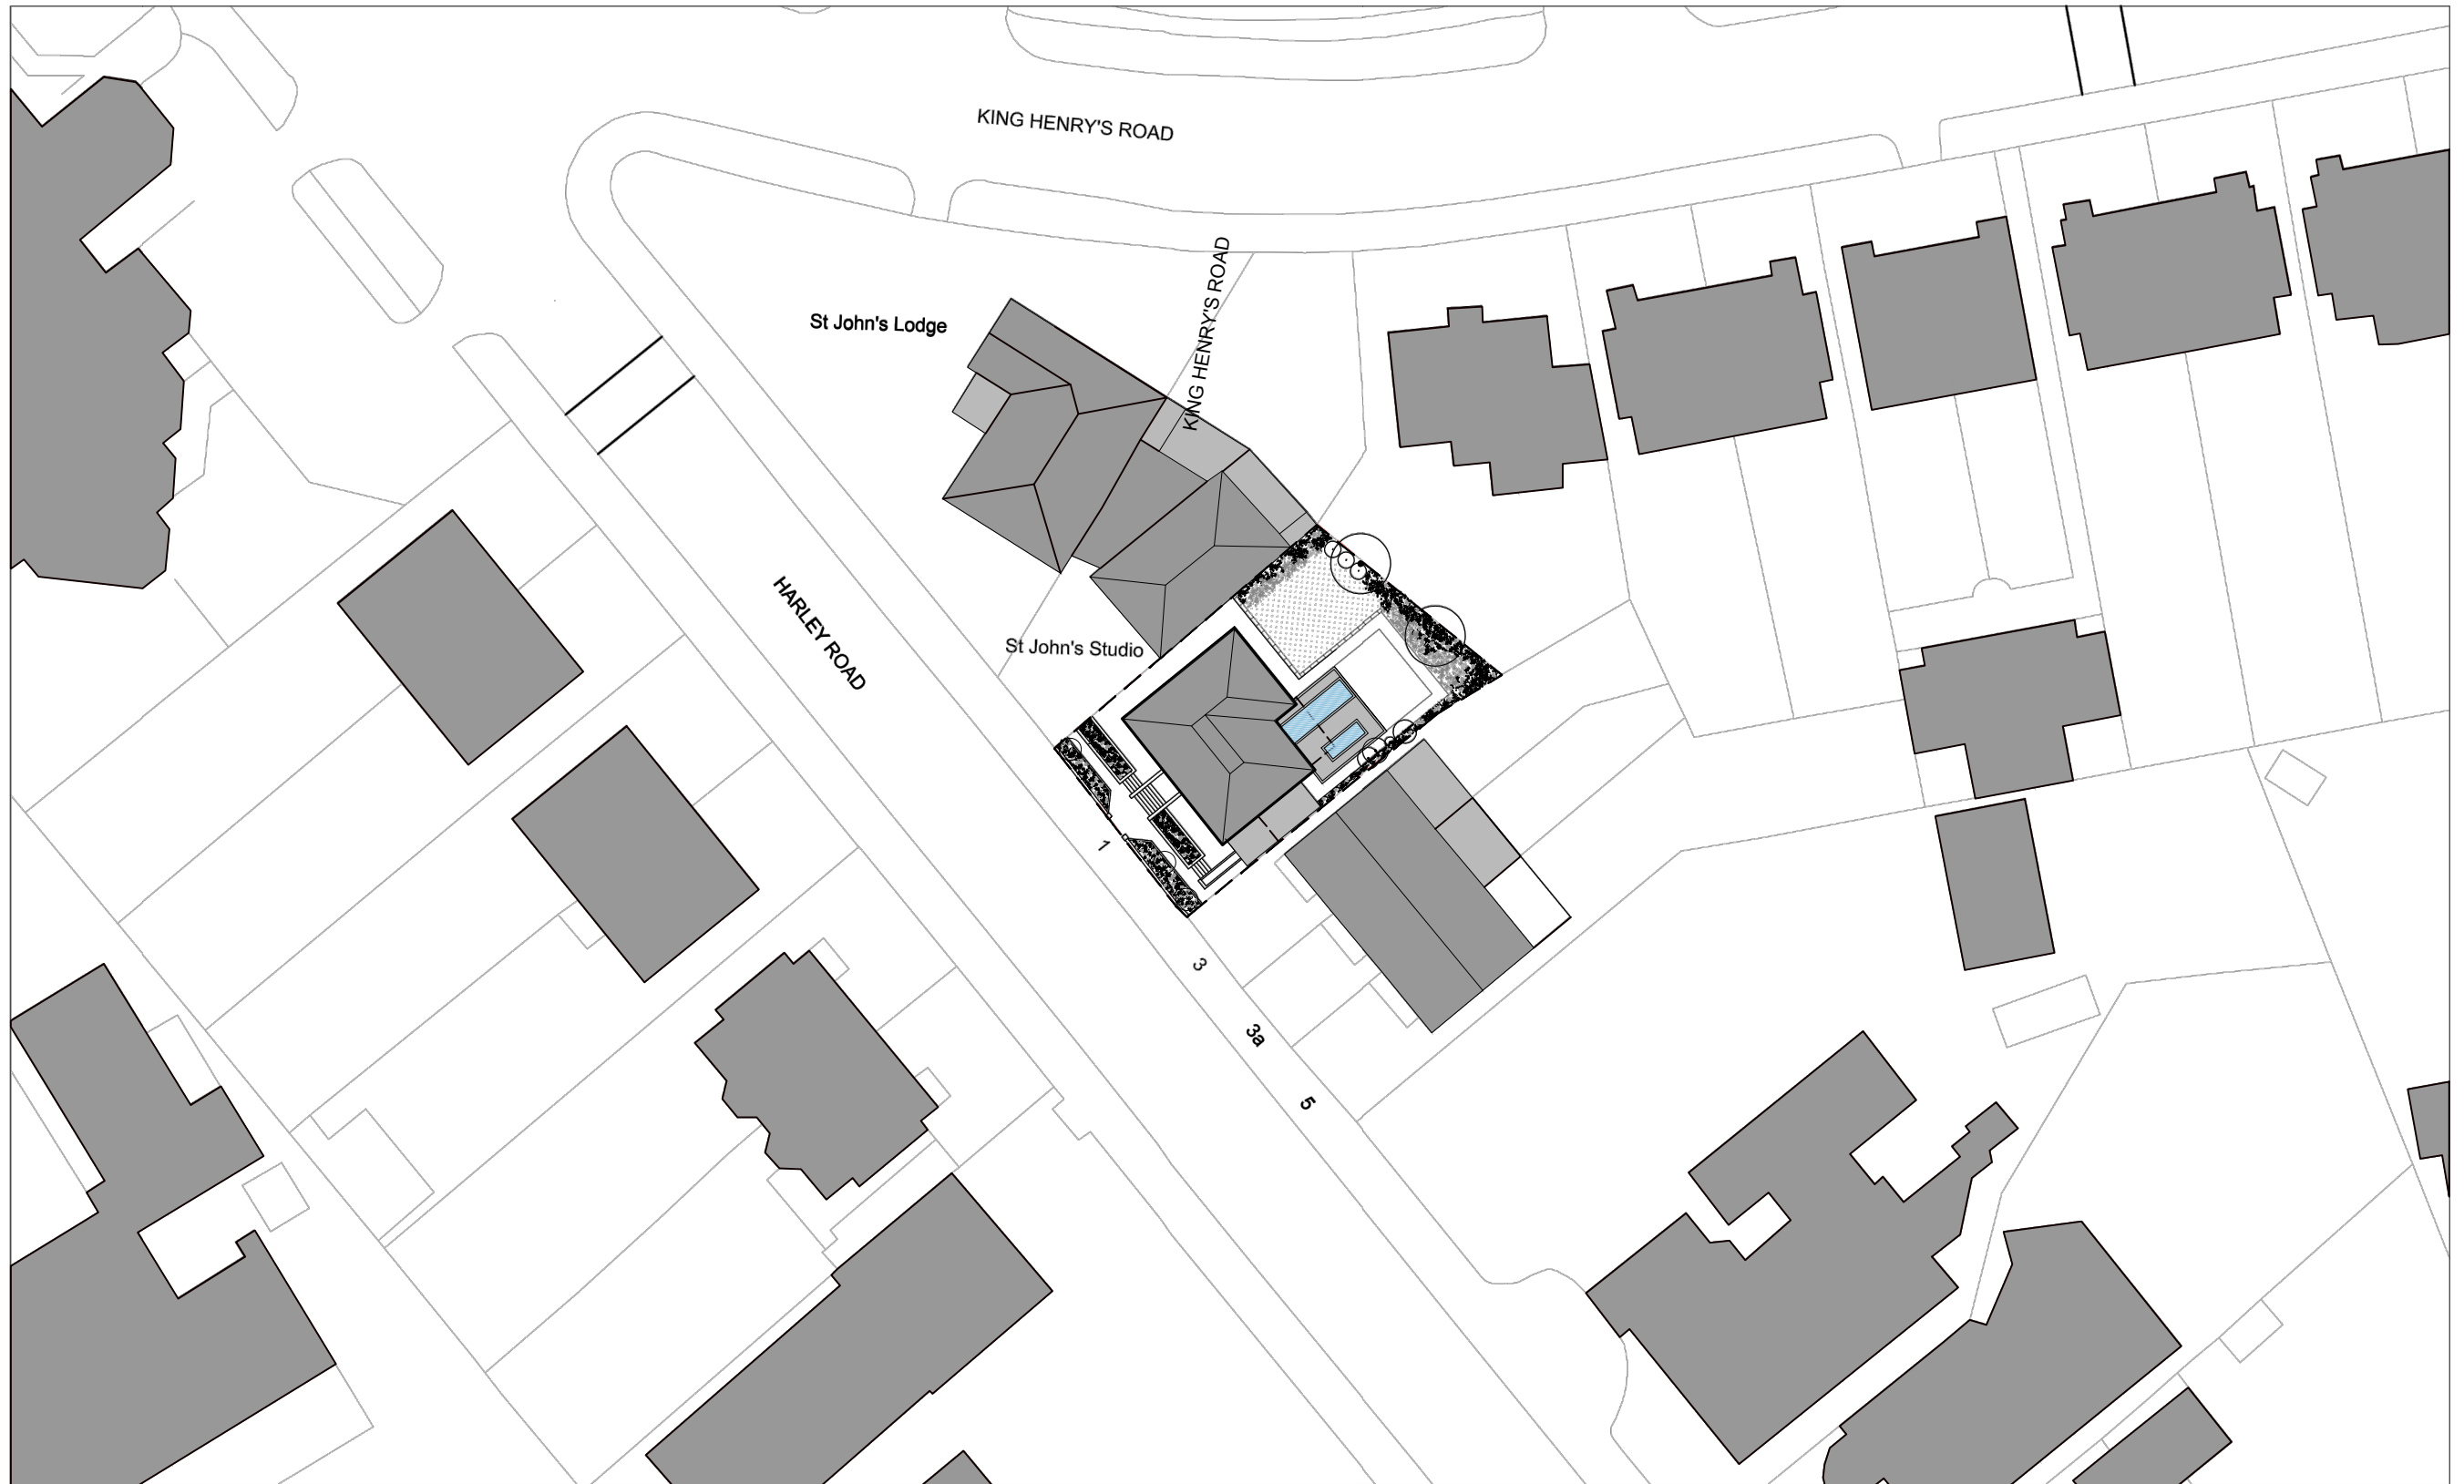 KING HENRY'S ROAD
KING HENRY'S ROAD
St John's Lodge
HARLEY ROAD
St John's Studio
1
3
3a
5